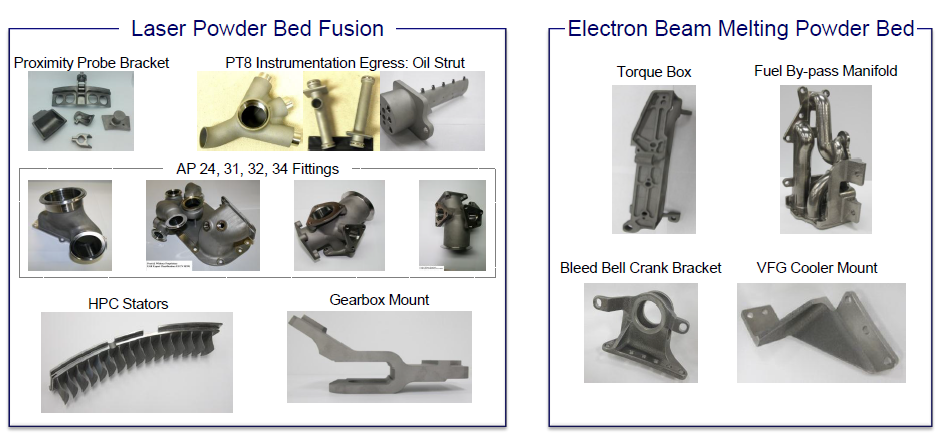 Laser Powder Bed Fusion
Proximity Probe Bracket
PT8 Instrumentation Egress: Oil Strut
AP 24, 31, 32, 34 Fittings
HPC Stators
Gearbox Mount
Electron Beam Melting Powder Bed
Torque Box
Fuel By-pass Manifold
Bleed Bell Crank Bracket
VFG Cooler Mount